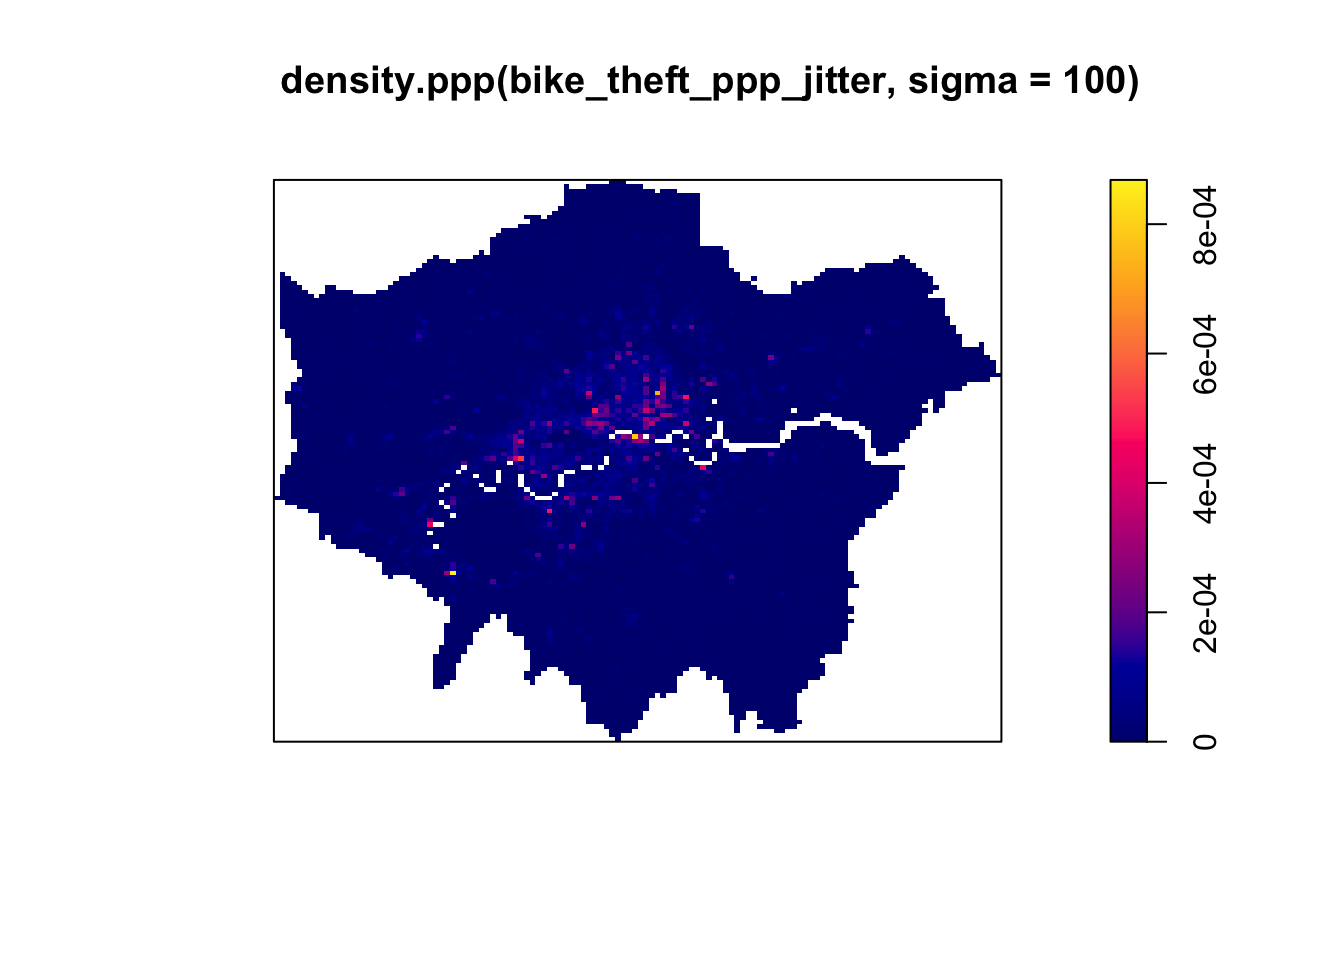 density.ppp(bike_theft_ppp_jitter, sigma = 100)
8e-04
6e-04
4e-04
2e-04
0